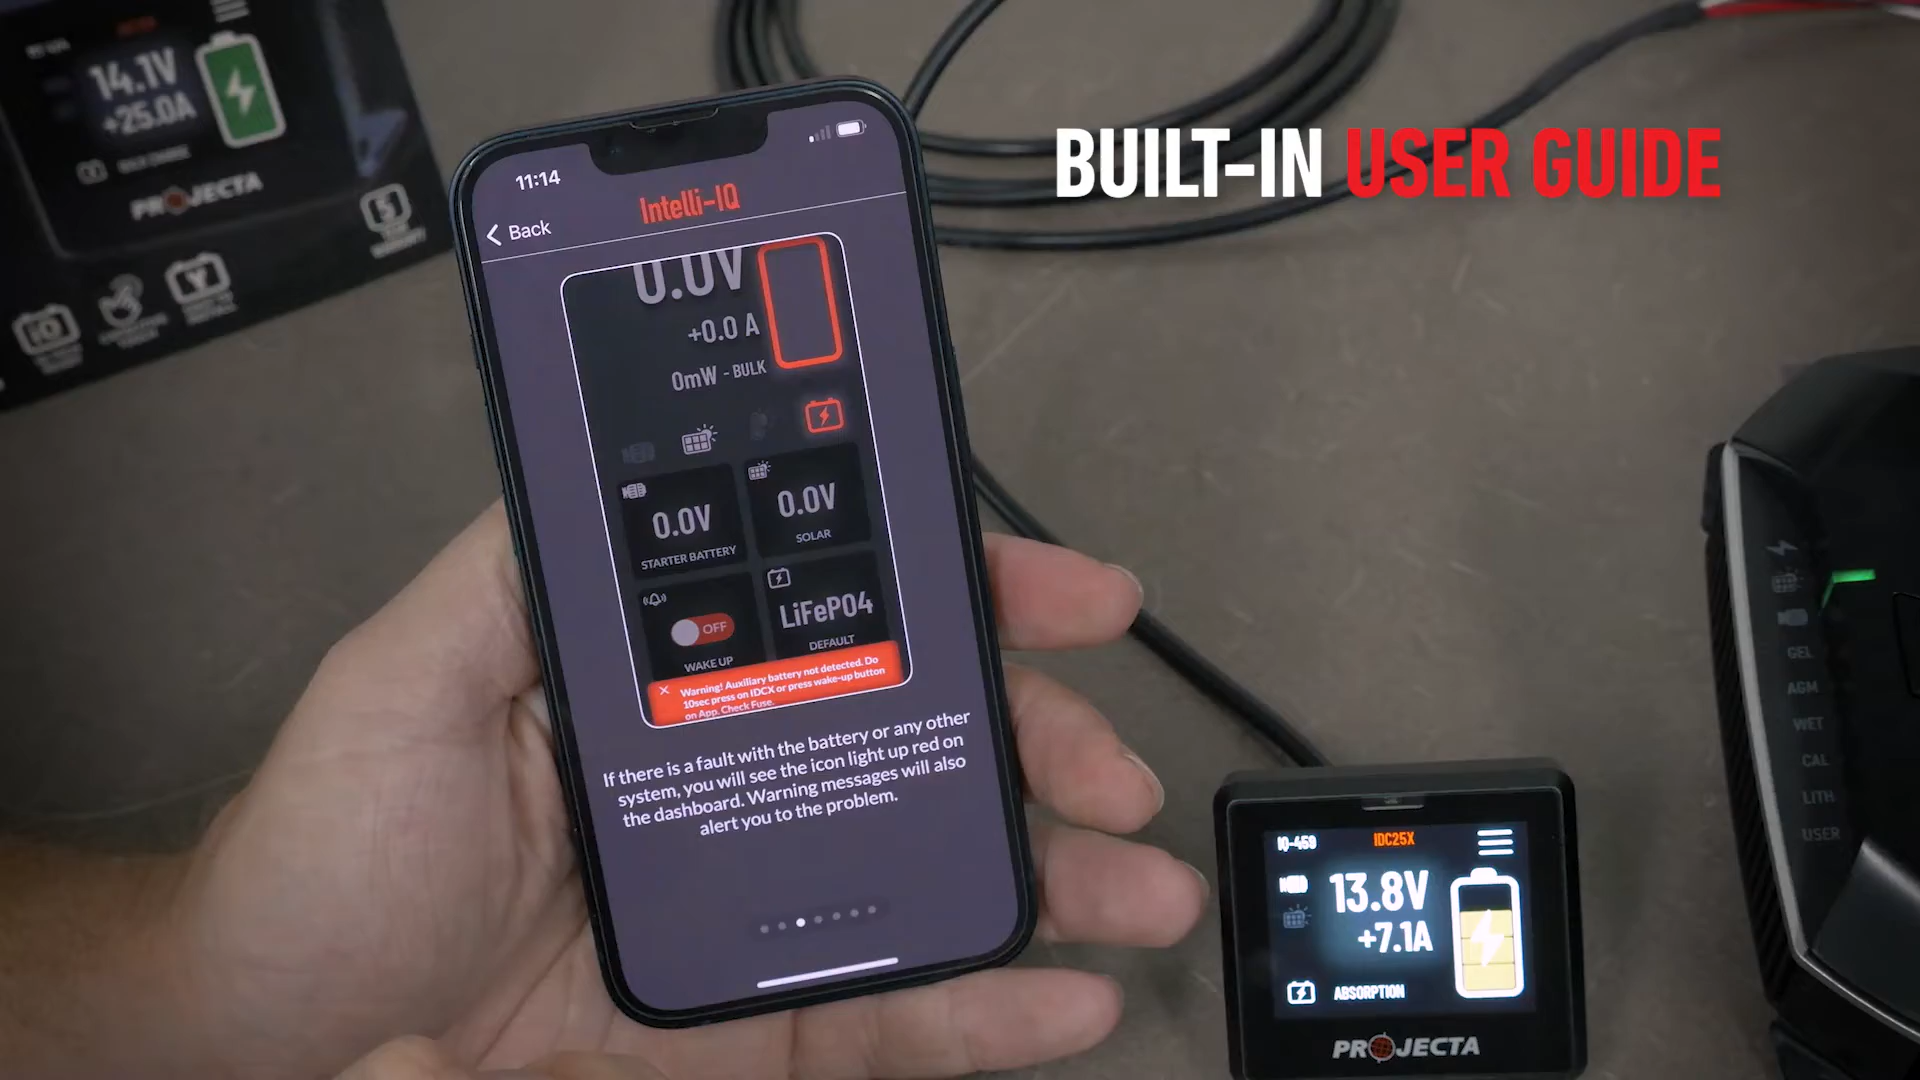 14.1V
+25.0A
BULK CHARGE
PROJECTA
BUILT-IN USER GUIDE
11:14
Back
Intelli-IQ
0.0V
+0.0 A
0mW - BULK
0.0V
STARTER BATTERY
0.0V
SOLAR
OFF
WAKE UP
LiFePO4
DEFAULT
Warning! Auxiliary battery not detected. Do
10sec press on IDCX or press wake-up button
on App. Check Fuse.
If there is a fault with the battery or any other
system, you will see the icon light up red on
the dashboard. Warning messages will also
alert you to the problem.
IDC25X
13.8V
+7.1A
ABSORPTION
PROJECTA
GEL
AGM
WET
CAL
LITH
USER